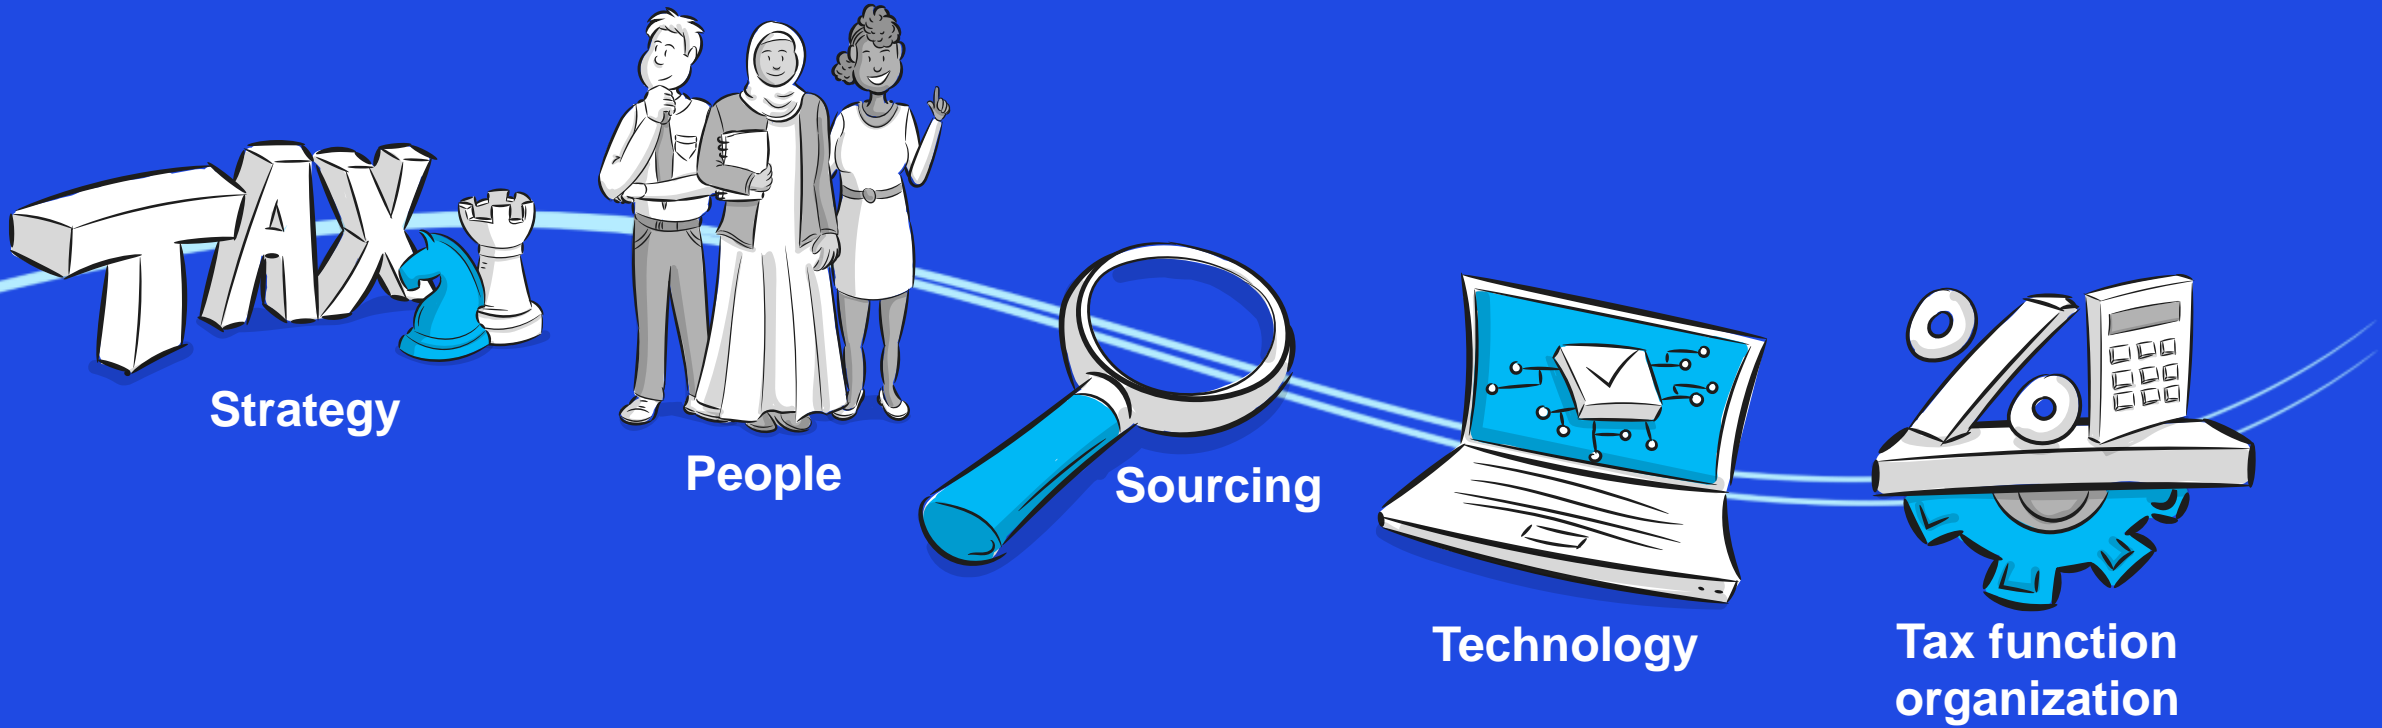 TAX
Strategy
People
Sourcing
Technology
Tax function
organization